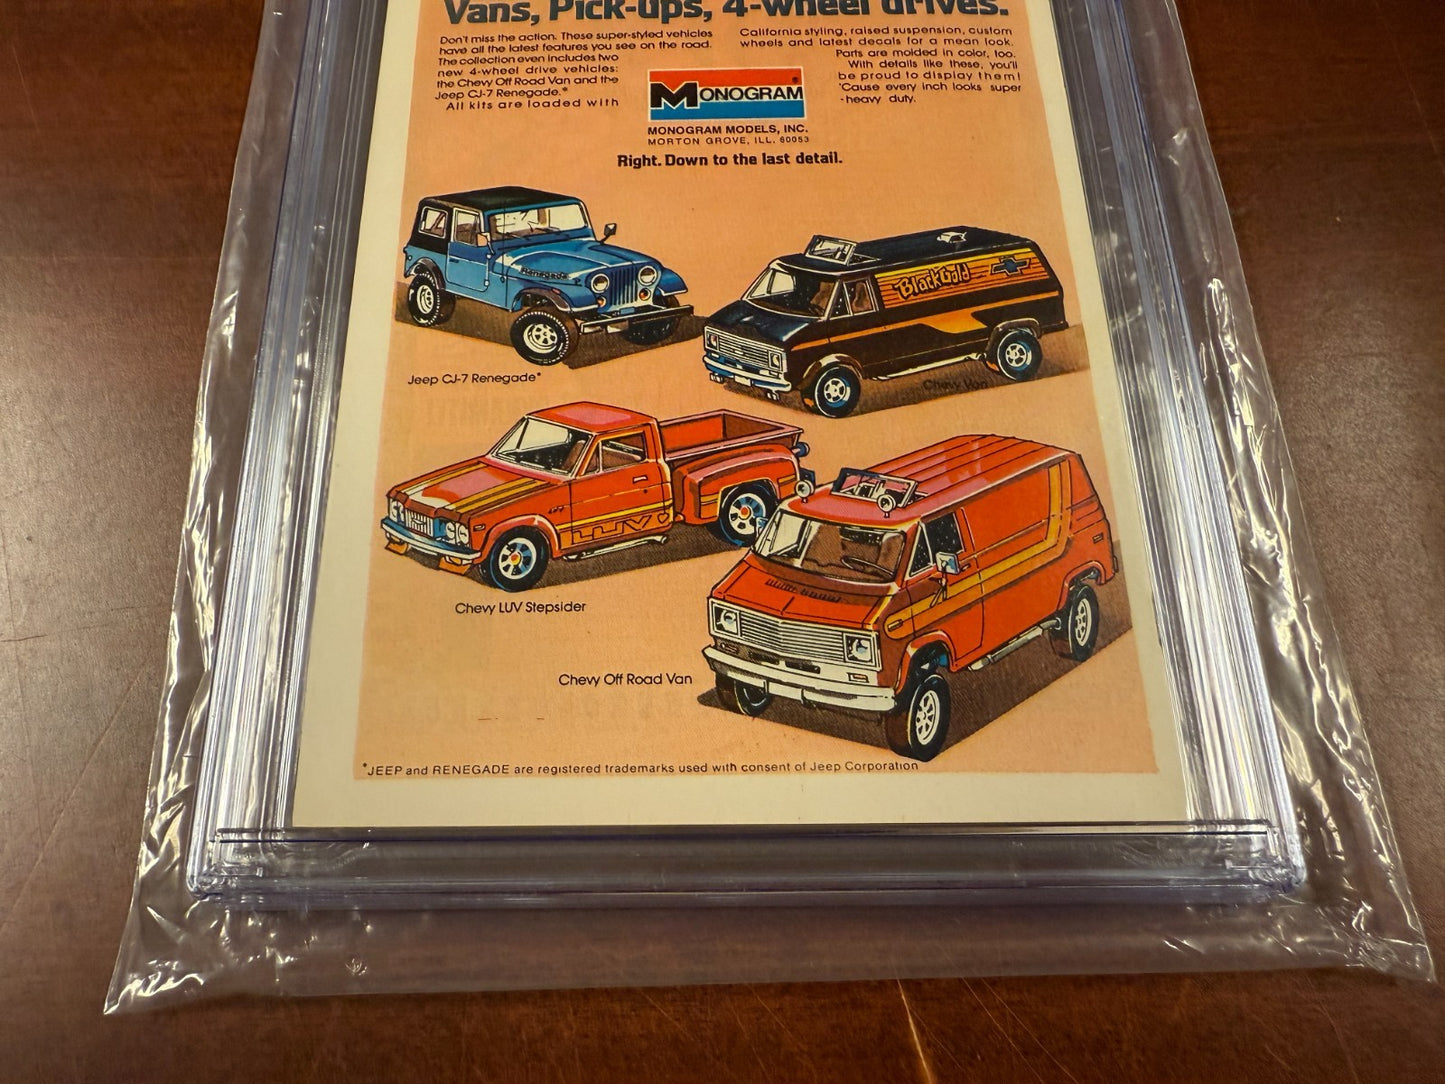 Vans, Pick-ups, 4-wheel drives.
Don't miss the action. These super-styled vehicles
have all the latest features you see on the road.
The collection even includes two
new 4-wheel drive vehicles:
the Chevy Off Road Van and the
Jeep CJ-7 Renegade.*
All kits are loaded with
California styling, raised suspension, custom
wheels and latest decals for a mean look.
Parts are molded in color, too.
With details like these, you'll
be proud to display them!
'Cause every inch looks super
-heavy duty.
MONOGRAM®
MONOGRAM MODELS, INC.
MORTON GROVE, ILL. 60053
Right. Down to the last detail.
Renegade
Black Gold
Jeep CJ-7 Renegade*
Chevy Van
LUV
Chevy LUV Stepsider
Chevy Off Road Van
*JEEP and RENEGADE are registered trademarks used with consent of Jeep Corporation